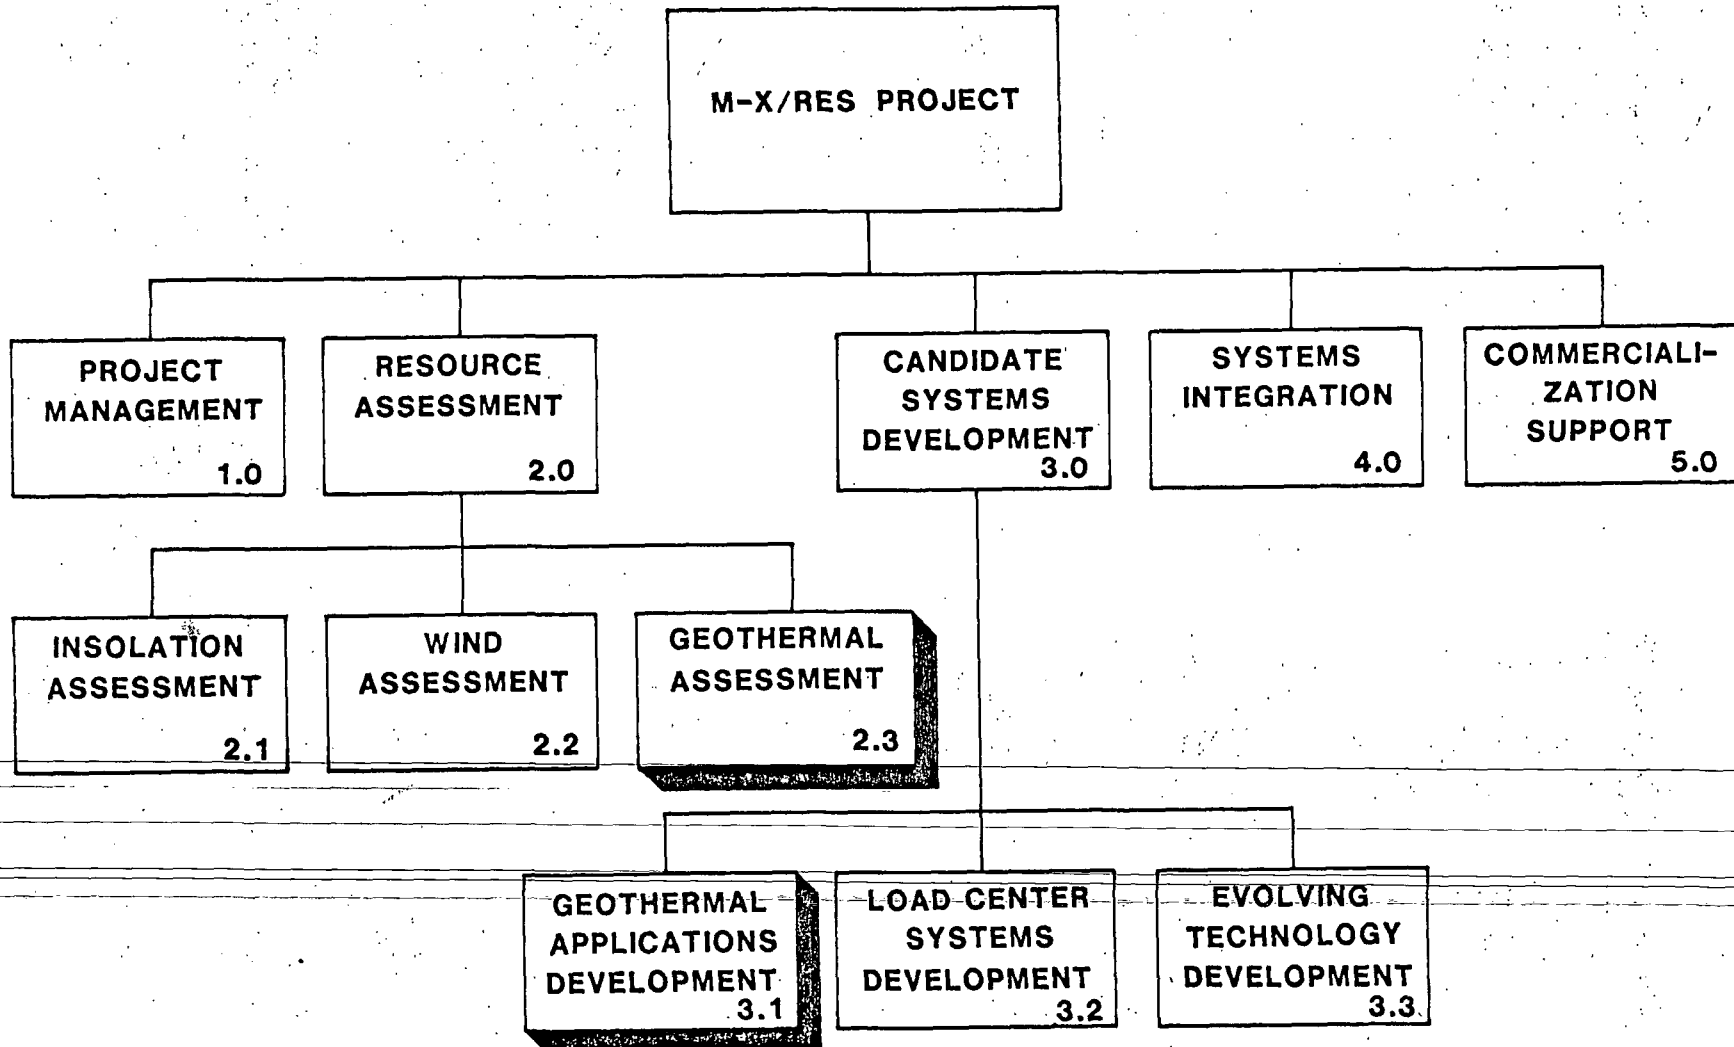 M-X/RES PROJECT
PROJECT
MANAGEMENT
1.0
RESOURCE
ASSESSMENT
2.0
CANDIDATE
SYSTEMS
DEVELOPMENT
3.0
SYSTEMS
INTEGRATION
4.0
COMMERCIALI-
ZATION
SUPPORT
5.0
INSOLATION
ASSESSMENT
2.1
WIND
ASSESSMENT
2.2
GEOTHERMAL
ASSESSMENT
2.3
GEOTHERMAL
APPLICATIONS
DEVELOPMENT
3.1
LOAD CENTER
SYSTEMS
DEVELOPMENT
3.2
EVOLVING
TECHNOLOGY
DEVELOPMENT
3.3